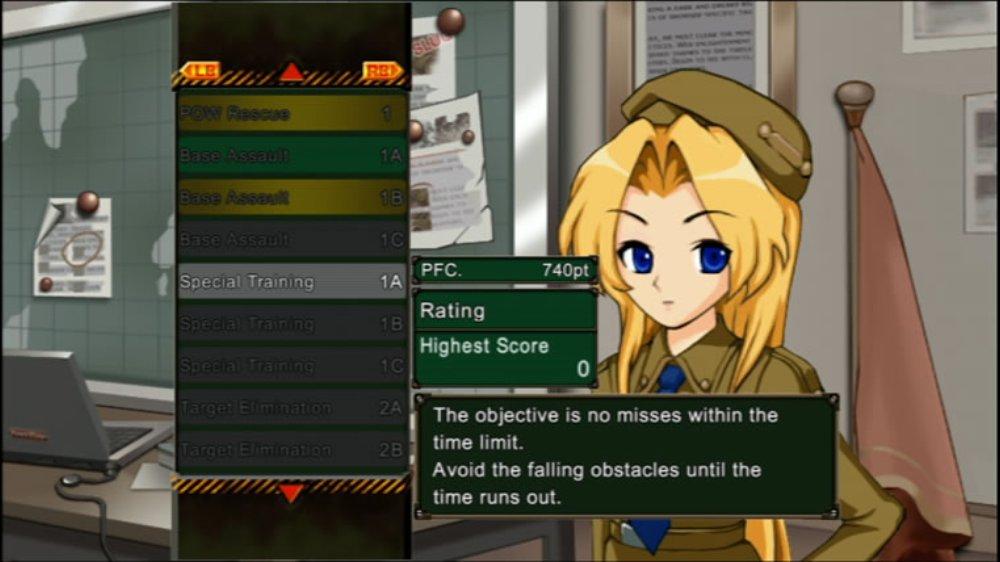 LB
RB
POW Rescue 1
Base Assault 1A
Base Assault 1B
Base Assault 1C
Special Training 1A
Special Training 1B
Special Training 1C
Target Elimination 2A
Target Elimination 2B
PFC. 740pt
Rating
Highest Score
0
The objective is no misses within the
time limit.
Avoid the falling obstacles until the
time runs out.